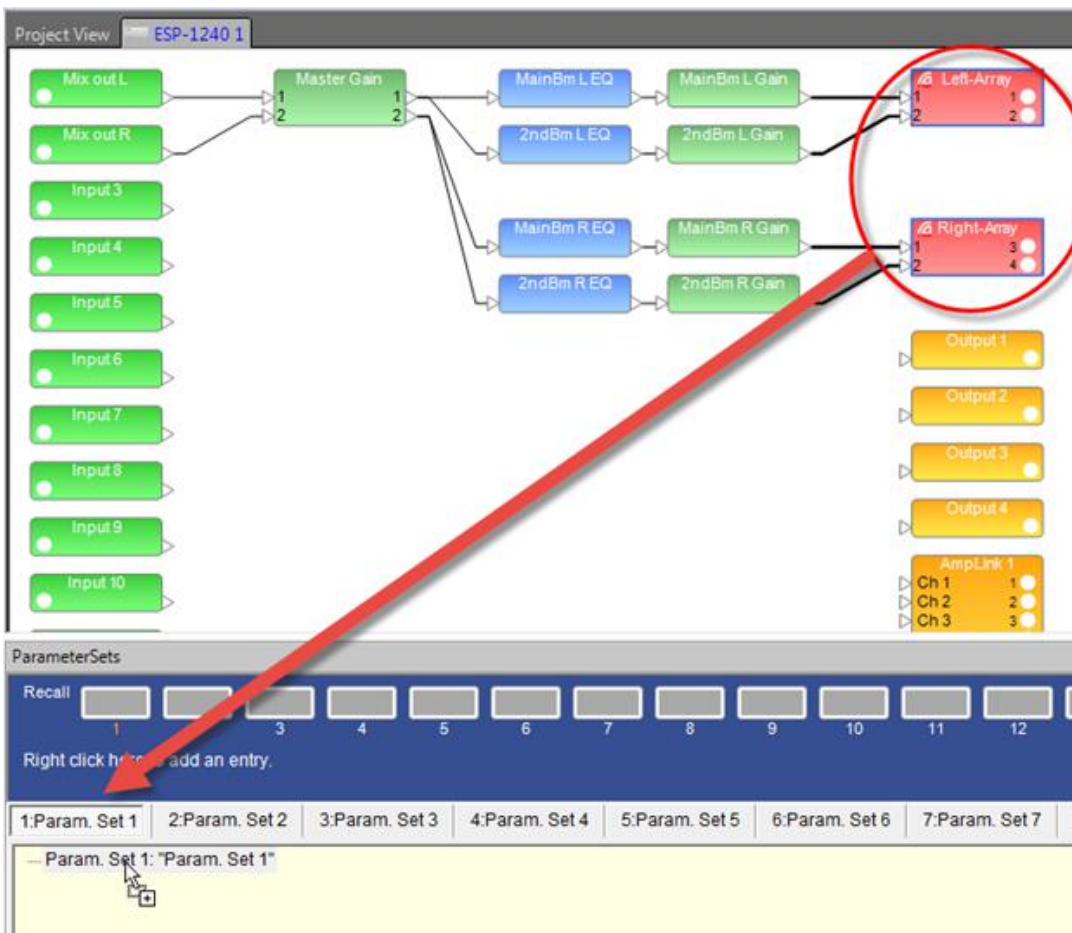 Project View ESP-1240 1
Mix out L
Master Gain
1 1
2 2
MainBm L EQ
MainBm L Gain
Left-Array
1 1
2 2
Mix out R
2ndBm L EQ
2ndBm L Gain
Input 3
Input 4
MainBm R EQ
MainBm R Gain
Right-Array
1 3
2 4
Input 5
2ndBm R EQ
2ndBm R Gain
Input 6
Output 1
Input 7
Output 2
Input 8
Output 3
Input 9
Output 4
Input 10
AmpLink 1
Ch 1 1
Ch 2 2
Ch 3 3
ParameterSets
Recall
1 3 4 5 6 7 8 9 10 11 12
Right click add an entry.
1:Param. Set 1 2:Param. Set 2 3:Param. Set 3 4:Param. Set 4 5:Param. Set 5 6:Param. Set 6 7:Param. Set 7
Param. Set 1: "Param. Set 1"